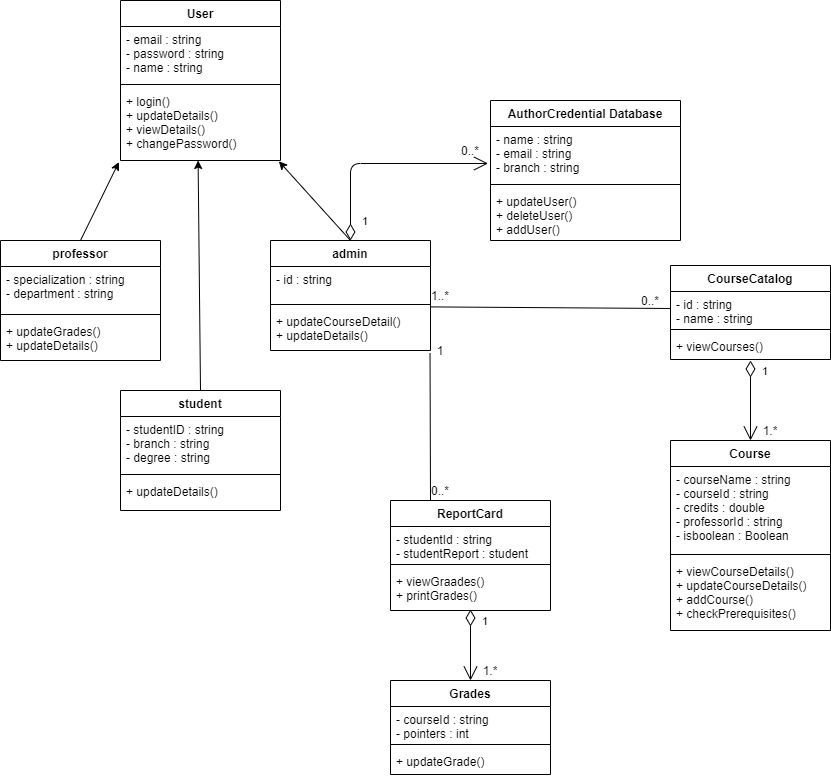 User
- email : string
- password : string
- name : string
+ login()
+ updateDetails()
+ viewDetails()
+ changePassword()
AuthorCredential Database
- name : string
- email : string
- branch : string
+ updateUser()
+ deleteUser()
+ addUser()
0..*
1
professor
- specialization : string
- department : string
+ updateGrades()
+ updateDetails()
admin
- id : string
+ updateCourseDetail()
+ updateDetails()
1..*
0..*
CourseCatalog
- id : string
- name : string
+ viewCourses()
1
1
student
- studentID : string
- branch : string
- degree : string
+ updateDetails()
1.*
Course
- courseName : string
- courseId : string
- credits : double
- professorId : string
- isboolean : Boolean
+ viewCourseDetails()
+ updateCourseDetails()
+ addCourse()
+ checkPrerequisites()
0..*
ReportCard
- studentId : string
- studentReport : student
+ viewGraades()
+ printGrades()
1
1.*
Grades
- courseId : string
- pointers : int
+ updateGrade()